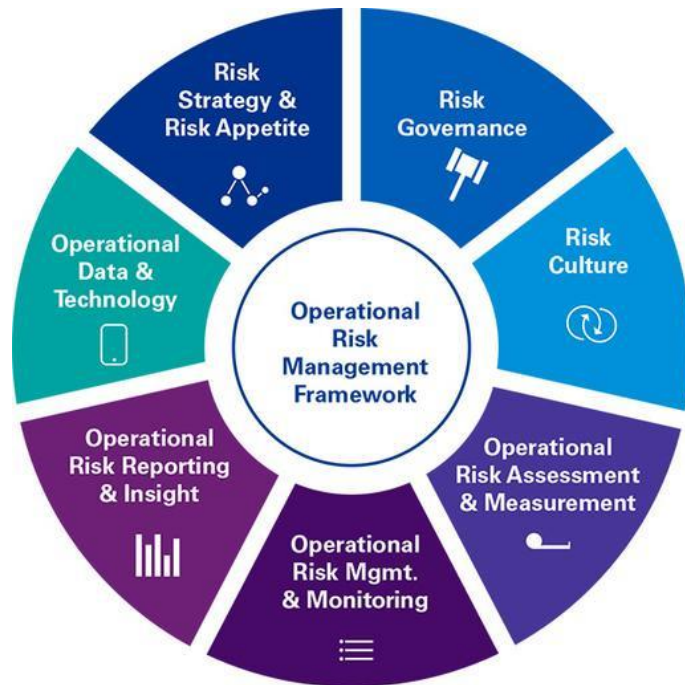 Risk
Strategy &
Risk Appetite
Risk
Governance
Risk
Culture
Operational
Risk Assessment
& Measurement
Operational
Risk Mgmt.
& Monitoring
Operational
Risk Reporting
& Insight
Operational
Data &
Technology
Operational
Risk
Management
Framework